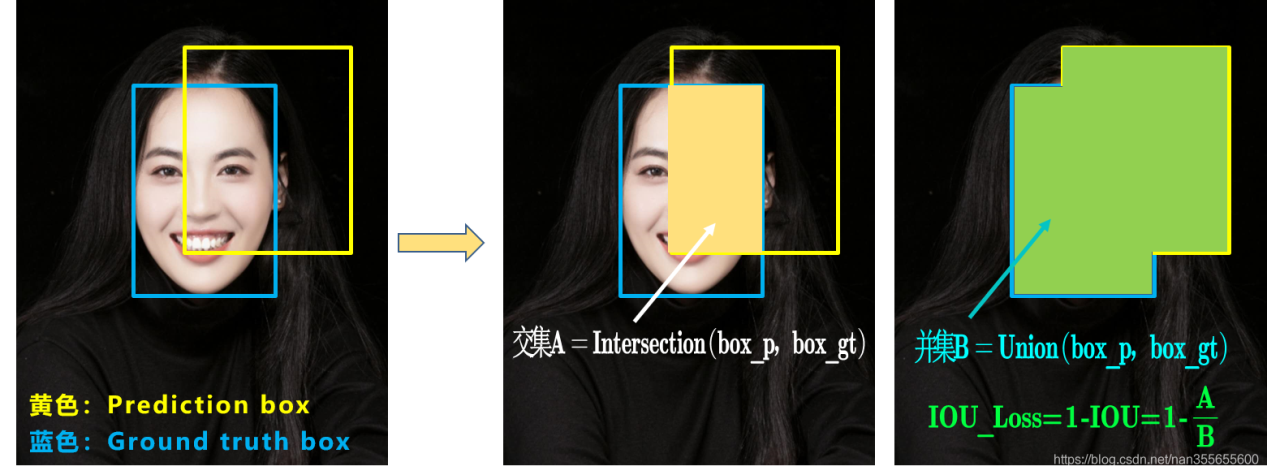 黄色：Prediction box
蓝色：Ground truth box
交集A＝Intersection(box_p，box_gt)
并集B＝Union(box_p，box_gt)
IOU_Loss=1-IOU=1-A/B
https://blog.csdn.net/nan355655600